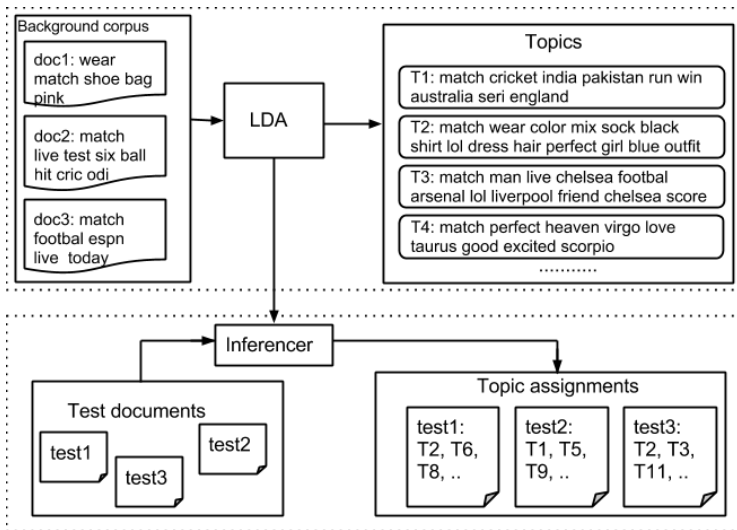 Background corpus
doc1: wear
match shoe bag
pink
doc2: match
live test six ball
hit cric odi
doc3: match
footbal espn
live today
LDA
Topics
T1: match cricket india pakistan run win
australia seri england
T2: match wear color mix sock black
shirt lol dress hair perfect girl blue outfit
T3: match man live chelsea footbal
arsenal lol liverpool friend chelsea score
T4: match perfect heaven virgo love
taurus good excited scorpio
...........
Inferencer
Test documents
test1
test3
test2
Topic assignments
test1:
T2, T6,
T8, ..
test2:
T1, T5,
T9, ..
test3:
T2, T3,
T11, ..